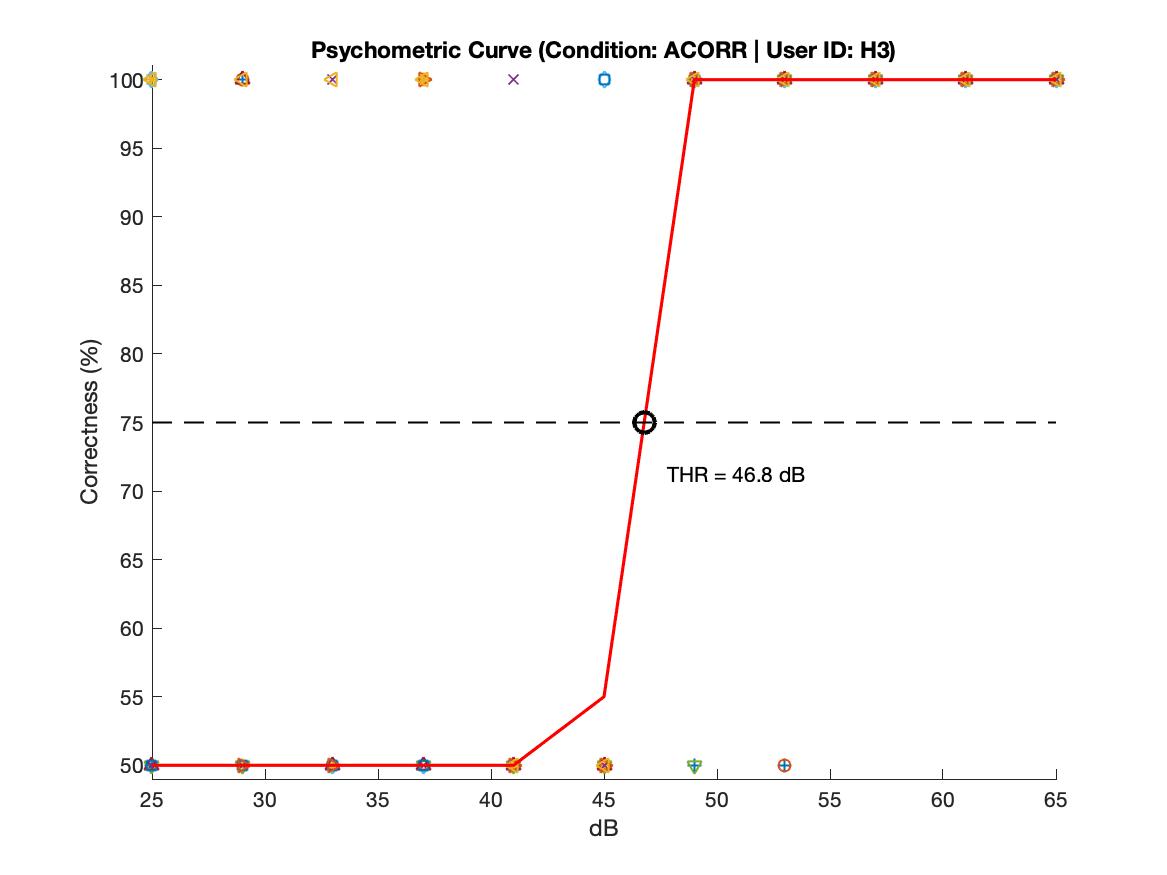 Psychometric Curve (Condition: ACORR | User ID: H3)
100
95
90
85
80
75
70
65
60
55
50
Correctness (%)
THR = 46.8 dB
25 30 35 40 45 50 55 60 65
dB